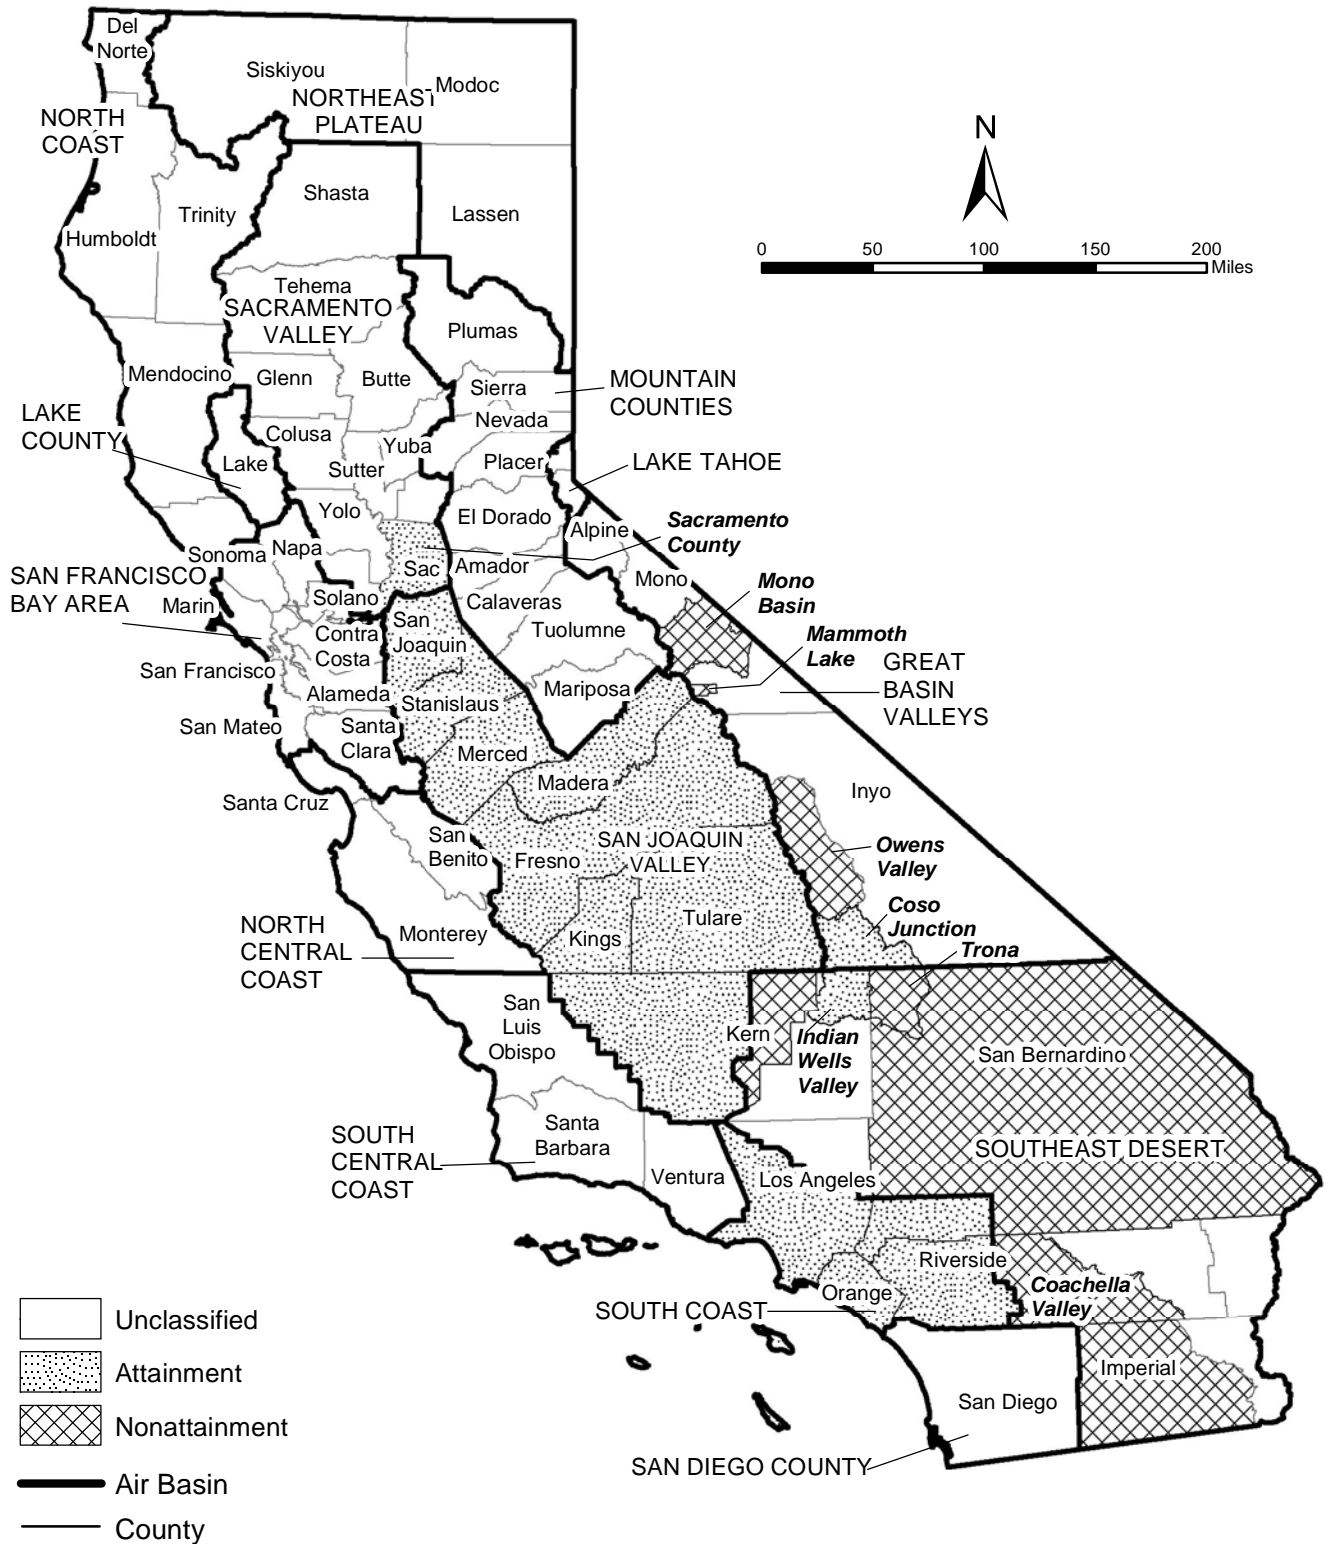 Del
Norte
Siskiyou
Modoc
NORTHEAST
PLATEAU
NORTH
COAST
N
Shasta
Trinity
Lassen
Humboldt
0 50 100 150 200
Miles
Tehema
SACRAMENTO
VALLEY
Plumas
Mendocino
Glenn
Butte
Sierra
MOUNTAIN
COUNTIES
LAKE
COUNTY
Nevada
Colusa
Yuba
Lake
Sutter
Placer
LAKE TAHOE
Yolo
El Dorado
Alpine
Sacramento
County
Sonoma
Napa
Sac
Amador
Mono
Mono
Basin
SAN FRANCISCO
BAY AREA
Marin
Solano
Calaveras
San
Joaquin
Tuolumne
Mammoth
Lake
Contra
Costa
GREAT
BASIN
VALLEYS
San Francisco
Alameda
Mariposa
Stanislaus
San Mateo
Santa
Clara
Merced
Madera
Inyo
Santa Cruz
San
Benito
Fresno
SAN JOAQUIN
VALLEY
Owens
Valley
Coso
Junction
Tulare
NORTH
CENTRAL
COAST
Monterey
Kings
Trona
San
Luis
Obispo
Kern
Indian
Wells
Valley
San Bernardino
Santa
Barbara
SOUTH
CENTRAL
COAST
SOUTHEAST DESERT
Ventura
Los Angeles
Riverside
Coachella
Valley
Orange
SOUTH COAST
Imperial
San Diego
SAN DIEGO COUNTY
Unclassified
Attainment
Nonattainment
Air Basin
County